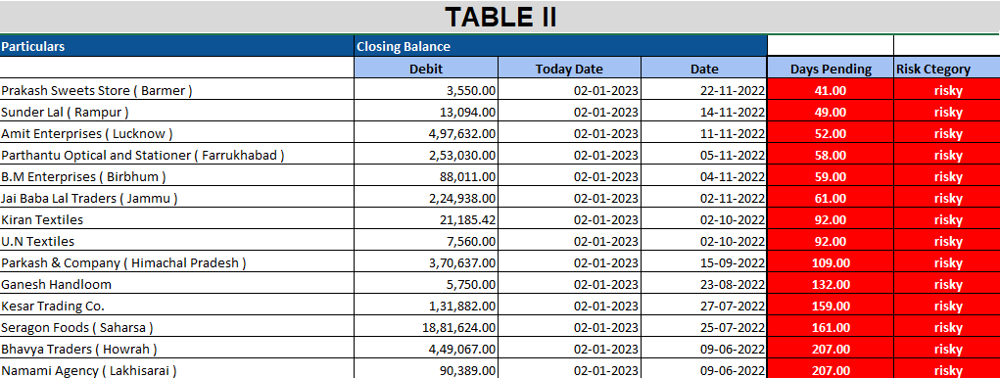 TABLE II
Particulars Closing Balance
Debit Today Date Date Days Pending Risk Ctegory
Prakash Sweets Store ( Barmer ) 3,550.00 02-01-2023 22-11-2022 41.00 risky
Sunder Lal ( Rampur ) 13,094.00 02-01-2023 14-11-2022 49.00 risky
Amit Enterprises ( Lucknow ) 4,97,632.00 02-01-2023 11-11-2022 52.00 risky
Parthantu Optical and Stationer ( Farrukhabad ) 2,53,030.00 02-01-2023 05-11-2022 58.00 risky
B.M Enterprises ( Birbhum ) 88,011.00 02-01-2023 04-11-2022 59.00 risky
Jai Baba Lal Traders ( Jammu ) 2,24,938.00 02-01-2023 02-11-2022 61.00 risky
Kiran Textiles 21,185.42 02-01-2023 02-10-2022 92.00 risky
U.N Textiles 7,560.00 02-01-2023 02-10-2022 92.00 risky
Parkash & Company ( Himachal Pradesh ) 3,70,637.00 02-01-2023 15-09-2022 109.00 risky
Ganesh Handloom 5,750.00 02-01-2023 23-08-2022 132.00 risky
Kesar Trading Co. 1,31,882.00 02-01-2023 27-07-2022 159.00 risky
Seragon Foods ( Saharsa ) 18,81,624.00 02-01-2023 25-07-2022 161.00 risky
Bhavya Traders ( Howrah ) 4,49,067.00 02-01-2023 09-06-2022 207.00 risky
Namami Agency ( Lakhisarai ) 90,389.00 02-01-2023 09-06-2022 207.00 risky